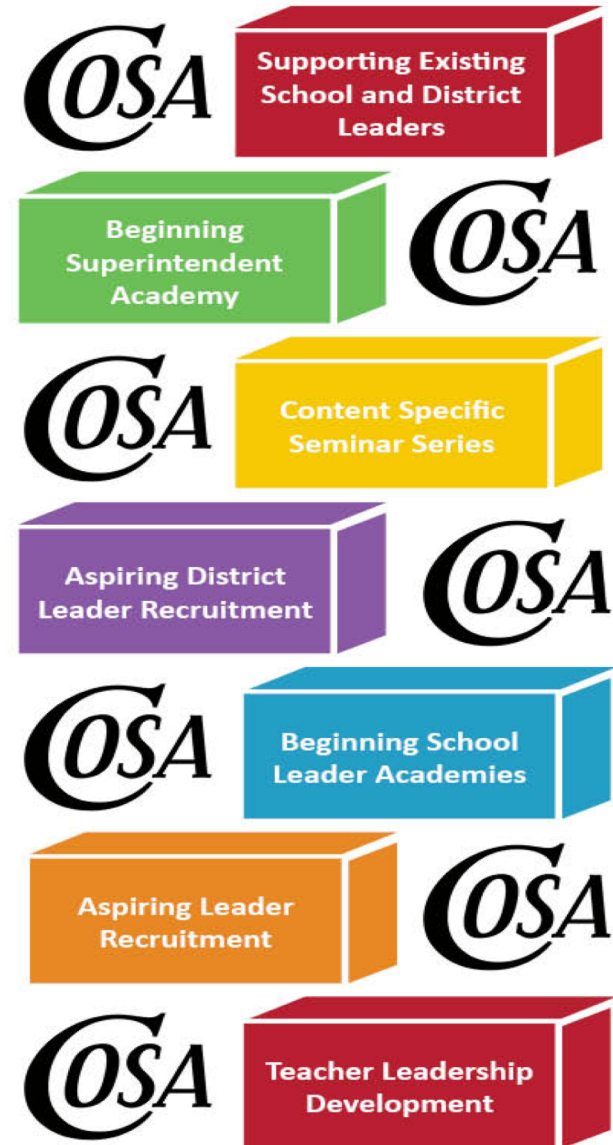 COSA
Supporting Existing
School and District
Leaders
Beginning
Superintendent
Academy
COSA
COSA
Content Specific
Seminar Series
Aspiring District
Leader Recruitment
COSA
COSA
Beginning School
Leader Academies
Aspiring Leader
Recruitment
COSA
COSA
Teacher Leadership
Development